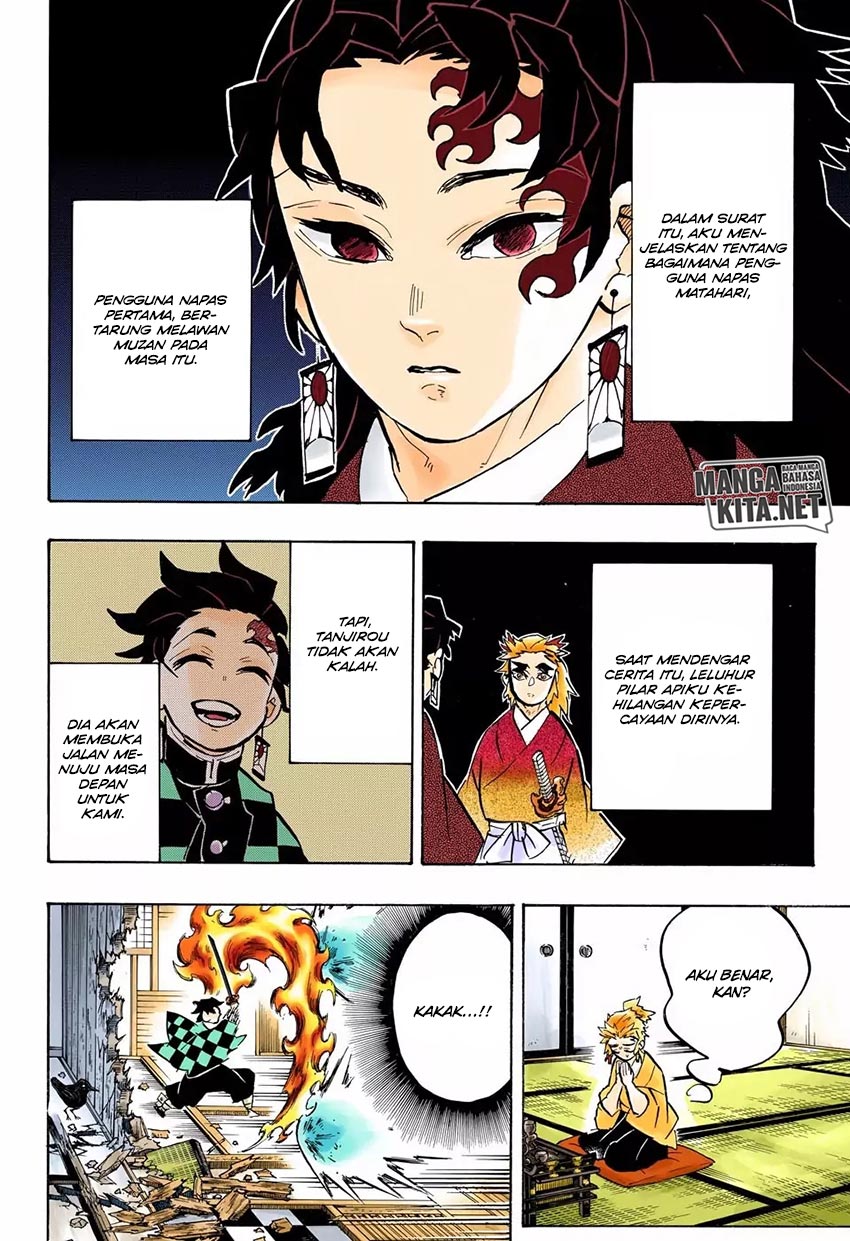 DALAM SURAT
ITU, AKU MEN-
JELASKAN TENTANG
BAGAIMANA PENG-
GUNA NAPAS
MATAHARI,
PENGGUNA NAPAS
PERTAMA, BER-
TARUNG MELAWAN
MUZAN PADA
MASA ITU.
MANGA
KITA.NET
BACA MANGA
BAHASA
INDONESIA
SAAT MENDENGAR
CERITA ITU, LELUHUR
PILAR APIKU KE-
HILANGAN KEPER-
CAYAAN DIRINYA.
TAPI,
TANJIROU
TIDAK AKAN
KALAH.
DIA AKAN
MEMBUKA
JALAN ME-
NUJU MASA
DEPAN
UNTUK
KAMI.
AKU BENAR,
KAN?
KAKAK...!!